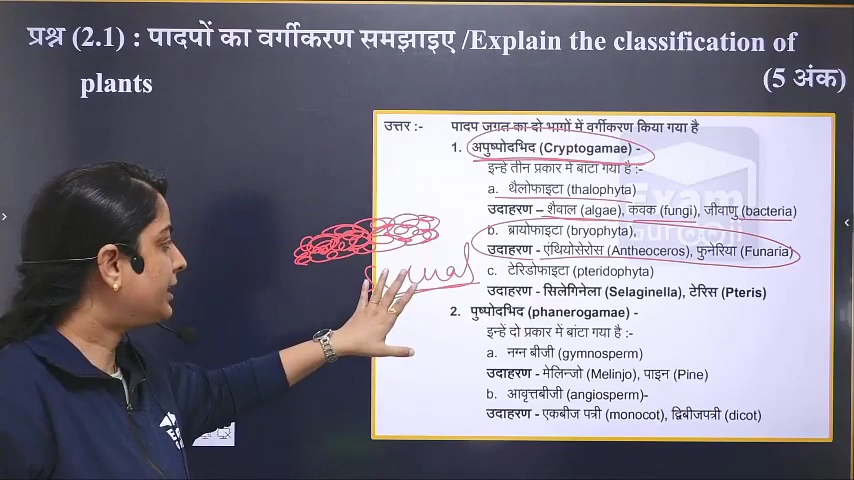 प्रश्न (2.1) : पादपों का वर्गीकरण समझाइए /Explain the classification of
plants
(5 अंक)
उत्तर :- पादप जगत का दो भागों में वर्गीकरण किया गया है
1. अपुष्पोदभिद (Cryptogamae) -
इन्हें तीन प्रकार में बांटा गया है :-
a. थैलोफाइटा (thalophyta)
उदाहरण – शैवाल (algae), कवक (fungi), जीवाणु (bacteria)
b. ब्रायोफाइटा (bryophyta),
उदाहरण - एंथियोसेरोस (Antheoceros), फुनेरिया (Funaria)
c. टेरिडोफाइटा (pteridophyta)
उदाहरण - सिलेगिनेला (Selaginella), टेरिस (Pteris)
2. पुष्पोदभिद (phanerogamae) -
इन्हें दो प्रकार में बांटा गया है :-
a. नग्न बीजी (gymnosperm)
उदाहरण - मेलिन्जो (Melinjo), पाइन (Pine)
b. आवृत्तबीजी (angiosperm)-
उदाहरण - एकबीज पत्री (monocot), द्विबीजपत्री (dicot)